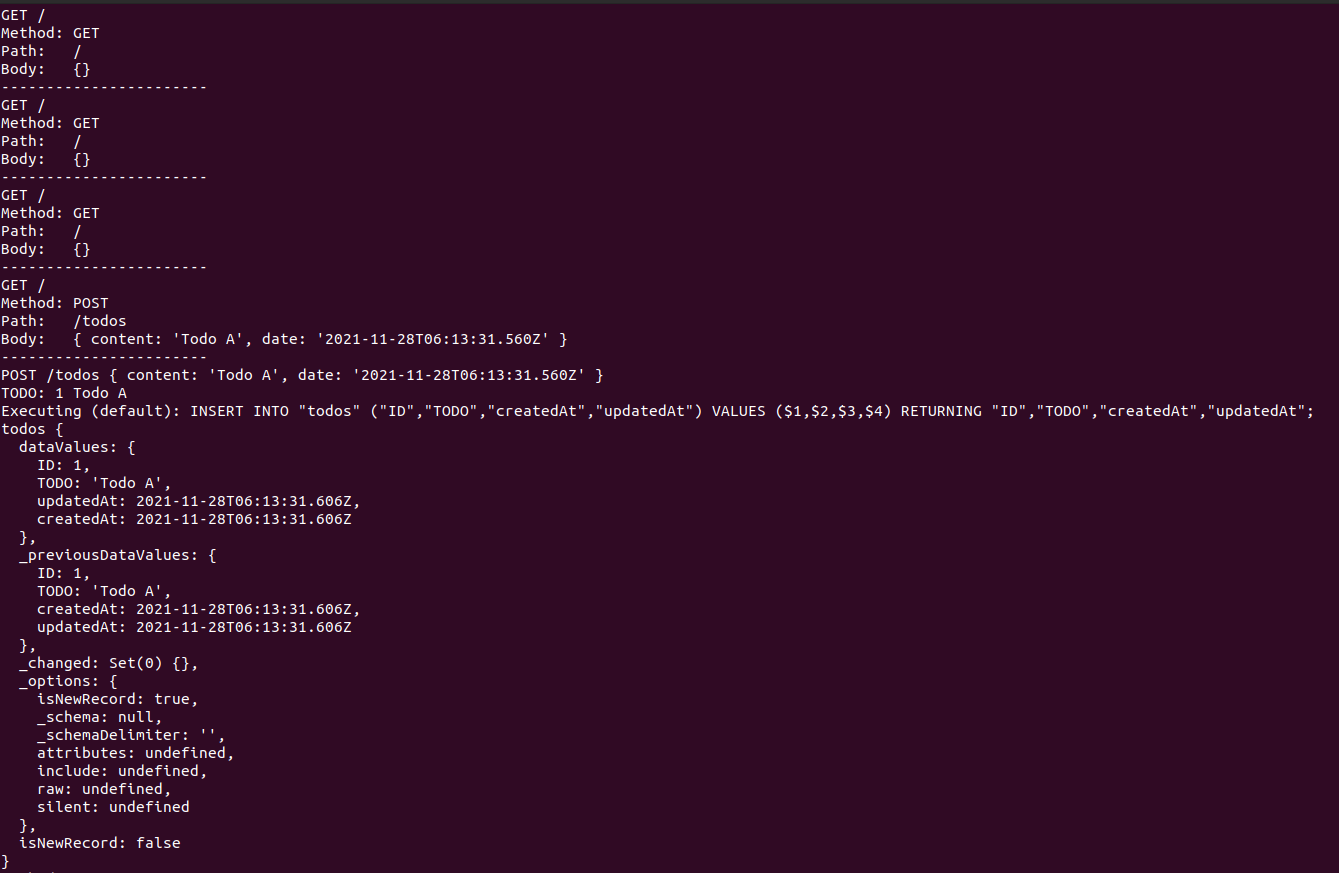 GET /
Method: GET
Path:   /
Body:   {}
-----------------------
GET /
Method: GET
Path:   /
Body:   {}
-----------------------
GET /
Method: GET
Path:   /
Body:   {}
-----------------------
GET /
Method: POST
Path:   /todos
Body:   { content: 'Todo A', date: '2021-11-28T06:13:31.560Z' }
-----------------------
POST /todos { content: 'Todo A', date: '2021-11-28T06:13:31.560Z' }
TODO: 1 Todo A
Executing (default): INSERT INTO "todos" ("ID","TODO","createdAt","updatedAt") VALUES ($1,$2,$3,$4) RETURNING "ID","TODO","createdAt","updatedAt";
todos {
  dataValues: {
    ID: 1,
    TODO: 'Todo A',
    updatedAt: 2021-11-28T06:13:31.606Z,
    createdAt: 2021-11-28T06:13:31.606Z
  },
  _previousDataValues: {
    ID: 1,
    TODO: 'Todo A',
    createdAt: 2021-11-28T06:13:31.606Z,
    updatedAt: 2021-11-28T06:13:31.606Z
  },
  _changed: Set(0) {},
  _options: {
    isNewRecord: true,
    _schema: null,
    _schemaDelimiter: '',
    attributes: undefined,
    include: undefined,
    raw: undefined,
    silent: undefined
  },
  isNewRecord: false
}